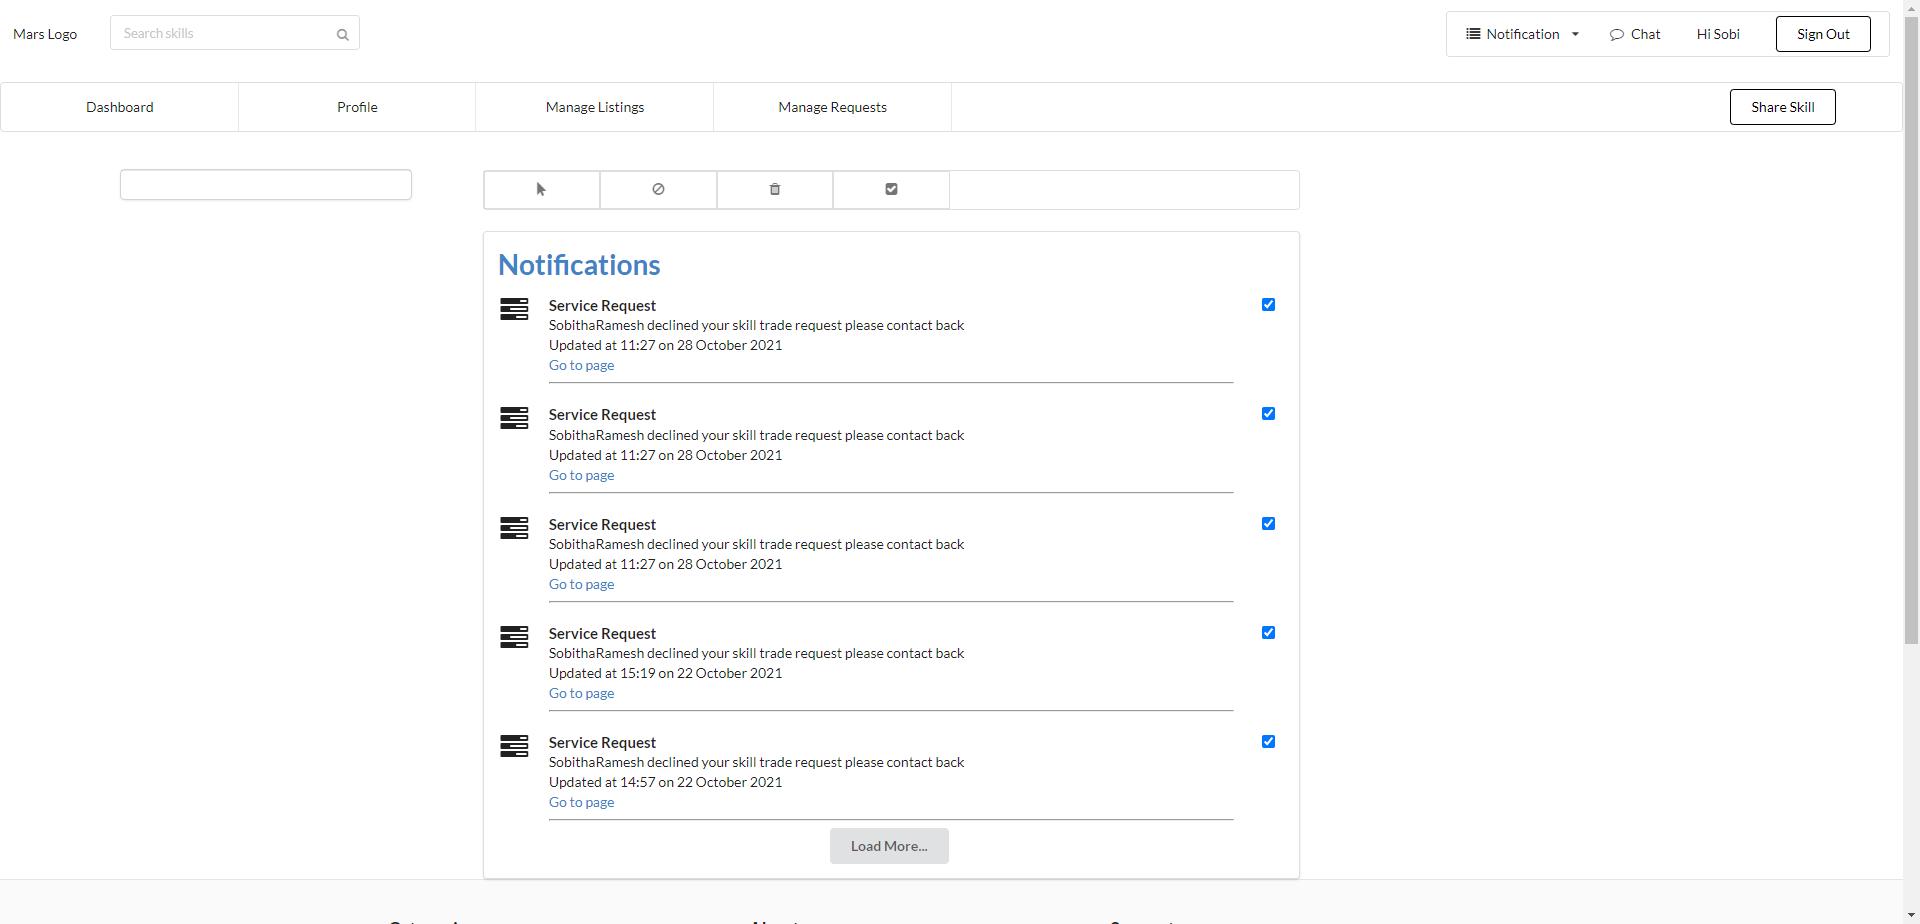 Mars Logo
Search skills
Notification
Chat
Hi Sobi
Sign Out
Dashboard
Profile
Manage Listings
Manage Requests
Share Skill
Notifications
Service Request
SobithaRamesh declined your skill trade request please contact back
Updated at 11:27 on 28 October 2021
Go to page
Service Request
SobithaRamesh declined your skill trade request please contact back
Updated at 11:27 on 28 October 2021
Go to page
Service Request
SobithaRamesh declined your skill trade request please contact back
Updated at 11:27 on 28 October 2021
Go to page
Service Request
SobithaRamesh declined your skill trade request please contact back
Updated at 15:19 on 22 October 2021
Go to page
Service Request
SobithaRamesh declined your skill trade request please contact back
Updated at 14:57 on 22 October 2021
Go to page
Load More...